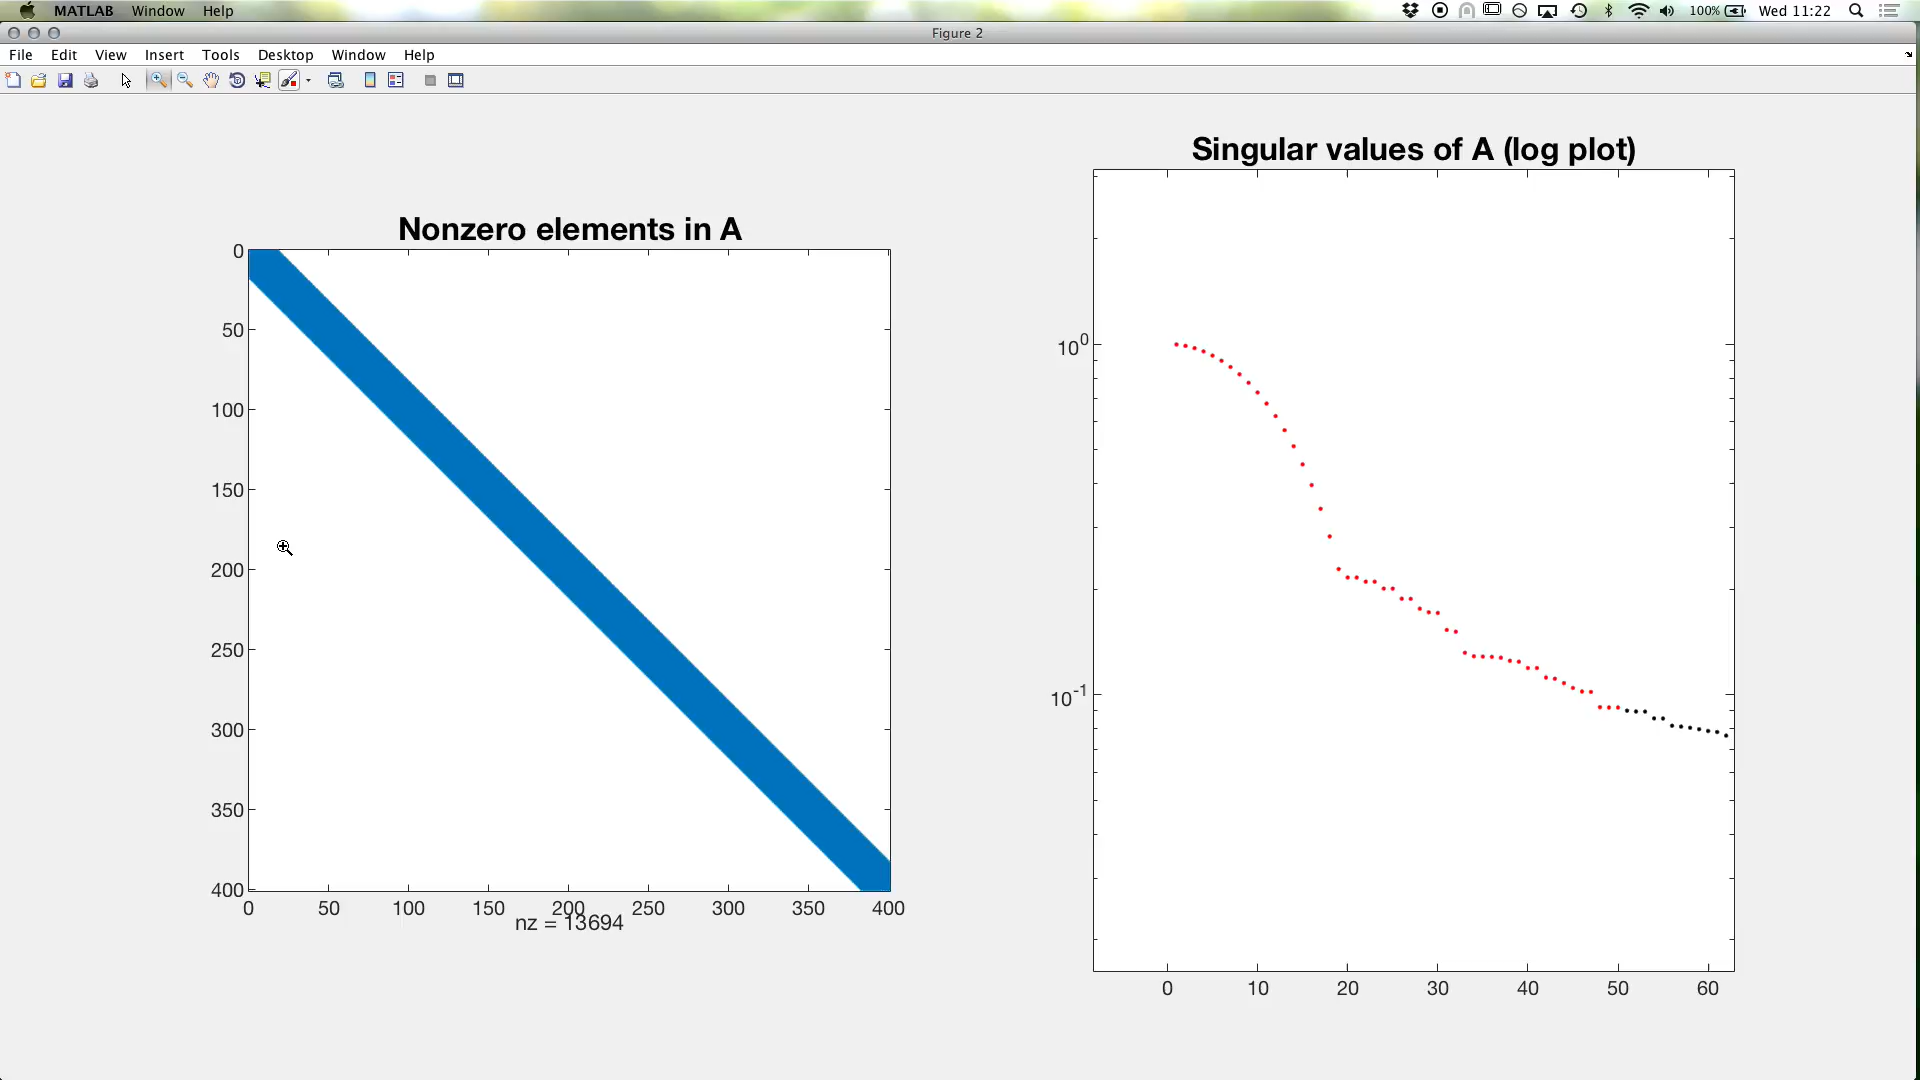 MATLAB Window Help 100% Wed 11:22
Figure 2
File Edit View Insert Tools Desktop Window Help
Nonzero elements in A
0
50
100
150
200
250
300
350
400
0 50 100 150 200 250 300 350 400
nz = 13694
Singular values of A (log plot)
10^0
10^-1
0 10 20 30 40 50 60